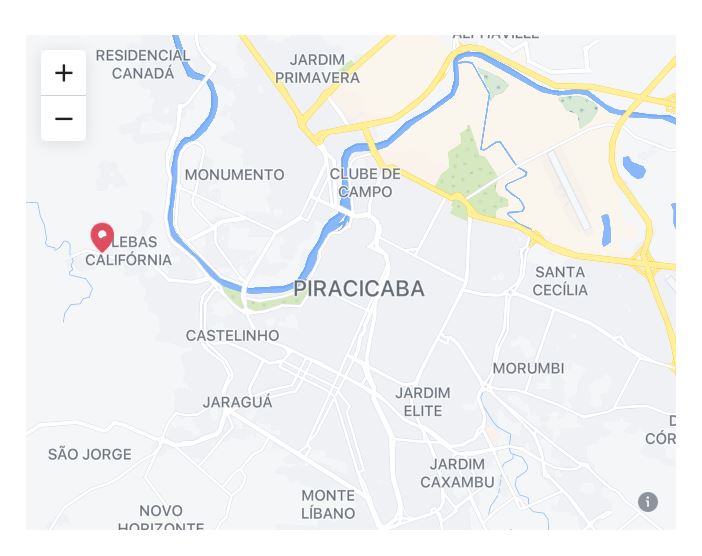 ALPHAVILLE
RESIDENCIAL
CANADÁ
JARDIM
PRIMAVERA
+
−
MONUMENTO
CLUBE DE
CAMPO
LEBAS
CALIFÓRNIA
SANTA
CECÍLIA
PIRACICABA
CASTELINHO
MORUMBI
JARDIM
ELITE
JARAGUÁ
SÃO JORGE
D
CÓR
JARDIM
CAXAMBU
MONTE
LÍBANO
NOVO
HORIZONTE
i